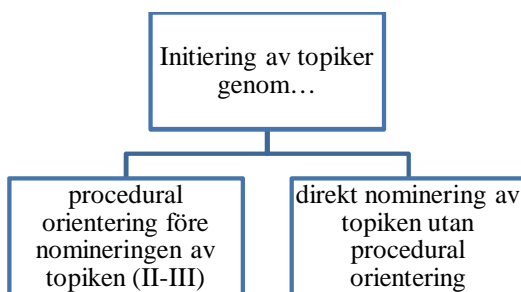 Initiering av topiker
genom…
procedural
orientering före
nomineringen av
topiken (II-III)
direkt nominering av
topiken utan
procedural
orientering